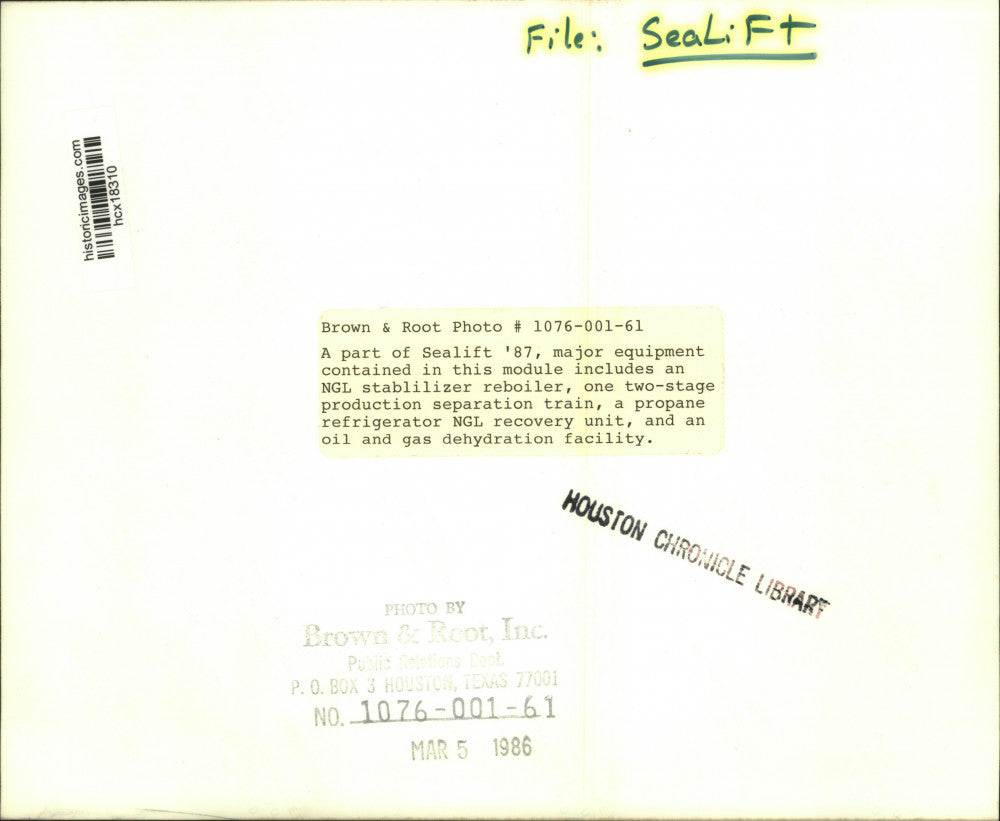 File: SeaLiFt
historicimages.com
hcx18310
Brown & Root Photo # 1076-001-61
A part of Sealift '87, major equipment
contained in this module includes an
NGL stablilizer reboiler, one two-stage
production separation train, a propane
refrigerator NGL recovery unit, and an
oil and gas dehydration facility.
HOUSTON CHRONICLE LIBRARY
PHOTO BY
Brown & Root, Inc.
Public Relations Dept.
P. O. BOX 3 HOUSTON, TEXAS 77001
NO. 1076-001-61
MAR 5 1986